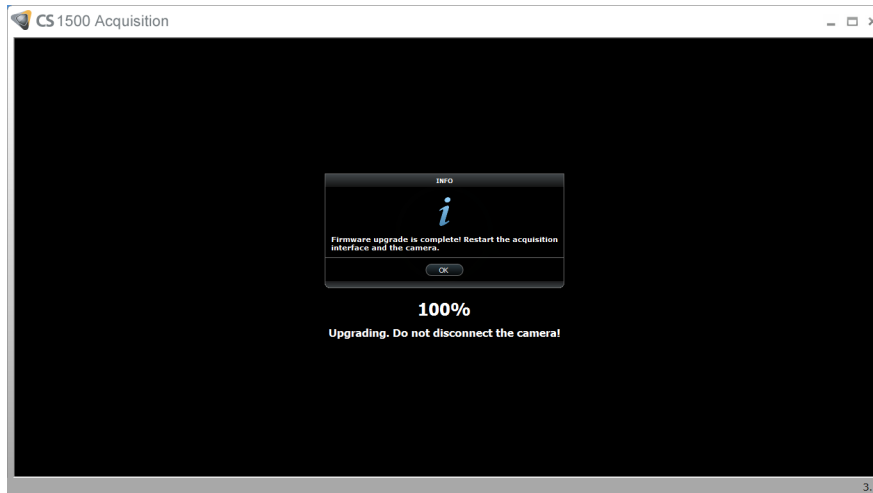 CS 1500 Acquisition
INFO
Firmware upgrade is complete! Restart the acquisition
interface and the camera.
OK
100%
Upgrading. Do not disconnect the camera!
3.